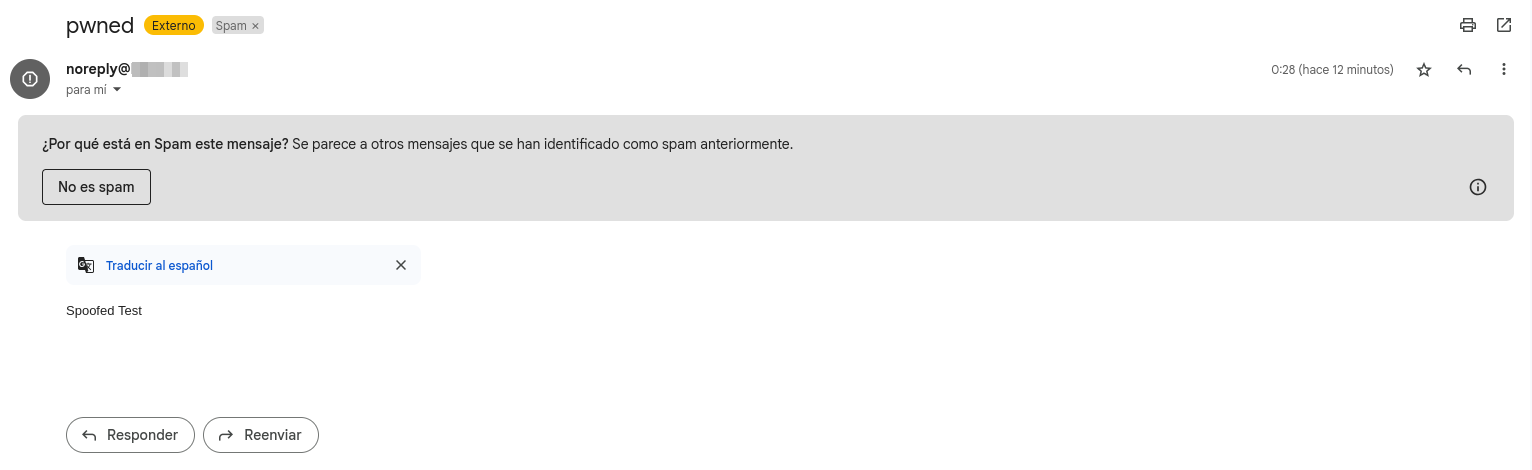 pwned Externo Spam ×
noreply@
0:28 (hace 12 minutos)
para mí
¿Por qué está en Spam este mensaje? Se parece a otros mensajes que se han identificado como spam anteriormente.
No es spam
Traducir al español
Spoofed Test
Responder Reenviar